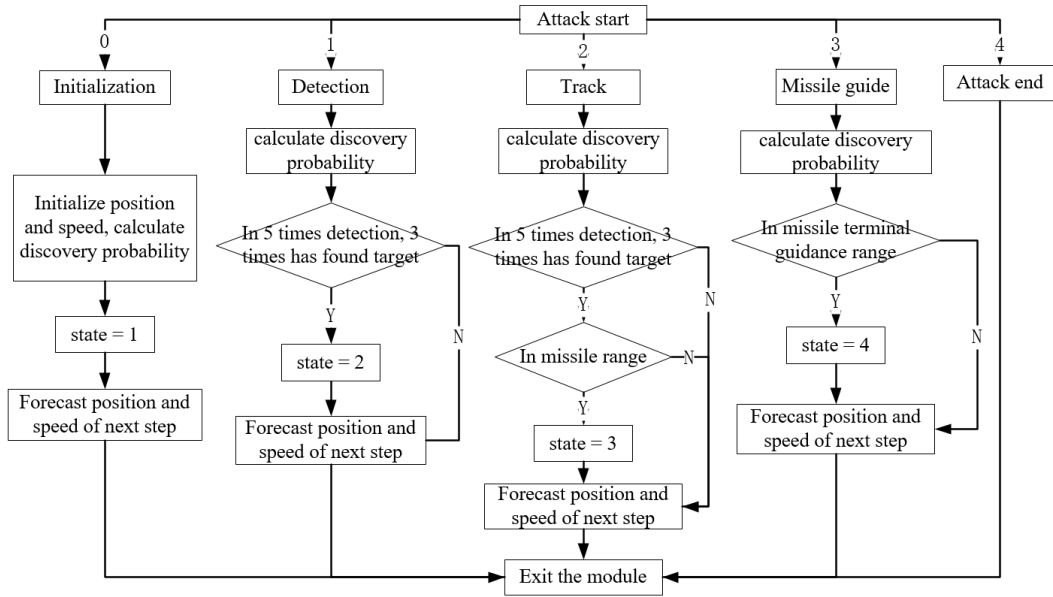 Attack start
0
1
2
3
4
Initialization
Detection
Track
Missile guide
Attack end
calculate discovery
probability
calculate discovery
probability
calculate discovery
probability
Initialize position
and speed, calculate
discovery probability
In 5 times detection, 3
times has found target
In 5 times detection, 3
times has found target
In missile terminal
guidance range
Y
N
Y
N
Y
N
state = 1
state = 2
In missile range
N
state = 4
Forecast position and
speed of next step
Forecast position and
speed of next step
Y
state = 3
Forecast position and
speed of next step
Forecast position and
speed of next step
Exit the module